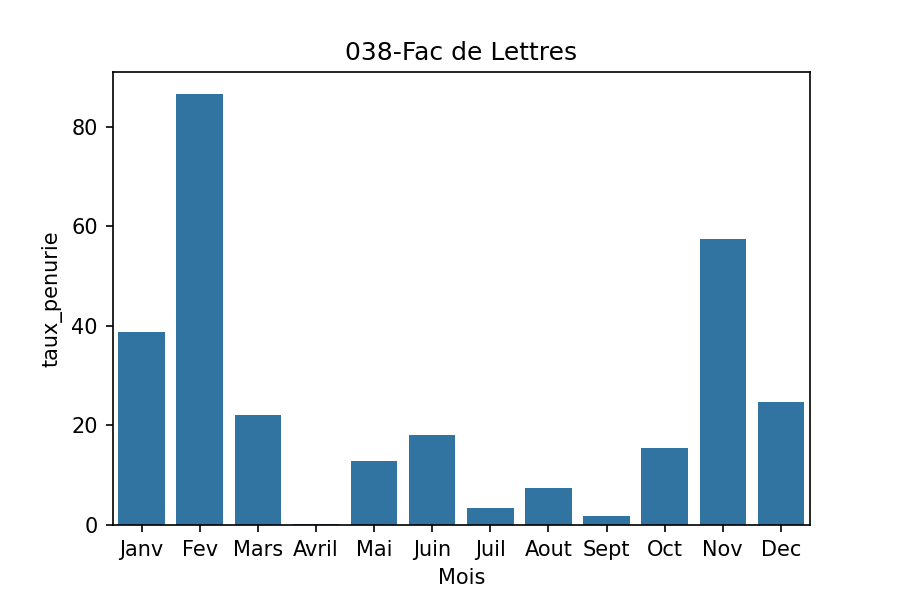 038-Fac de Lettres
taux_penurie
80
60
40
20
0
Janv Fev Mars Avril Mai Juin Juil Aout Sept Oct Nov Dec
Mois